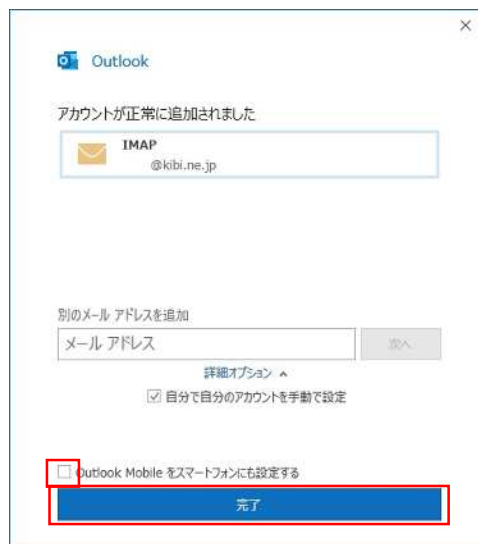 Outlook
アカウントが正常に追加されました
IMAP
@kibi.ne.jp
別のメール アドレスを追加
メール アドレス
次へ
詳細オプション
自分で自分のアカウントを手動で設定
Outlook Mobile をスマートフォンにも設定する
完了